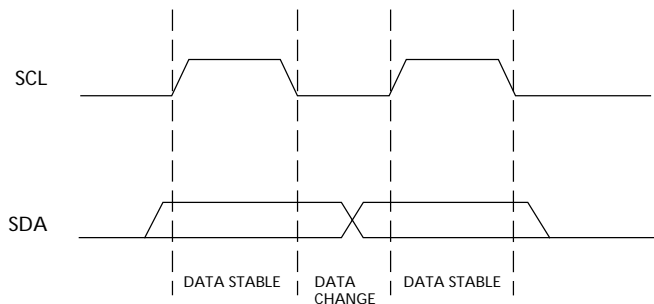 SCL
SDA
DATA STABLE
DATA
CHANGE
DATA STABLE